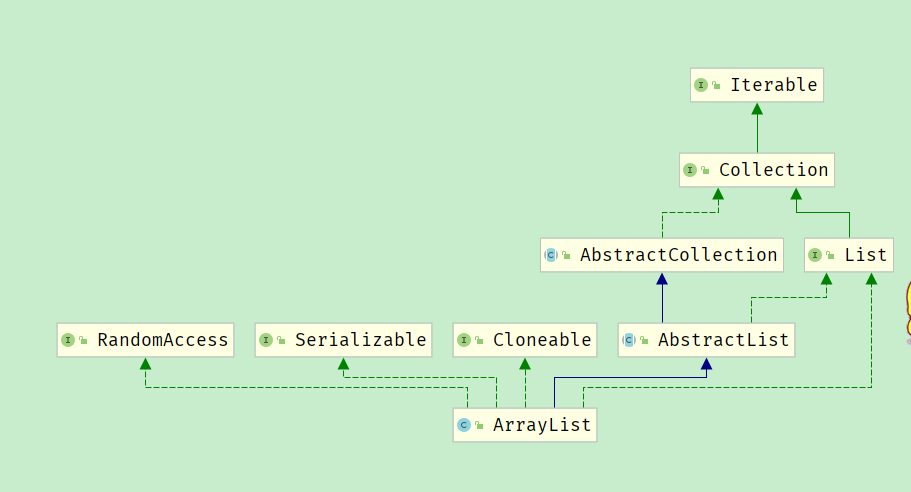 Iterable
Collection
AbstractCollection
List
RandomAccess
Serializable
Cloneable
AbstractList
ArrayList